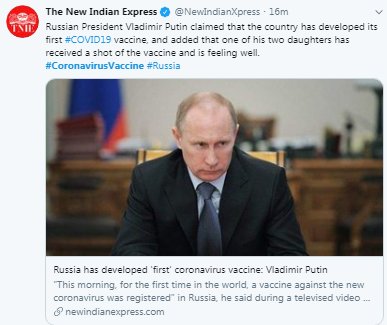 The New Indian Express @NewIndianXpress · 16m
Russian President Vladimir Putin claimed that the country has developed its
first #COVID19 vaccine, and added that one of his two daughters has
received a shot of the vaccine and is feeling well.
#CoronavirusVaccine #Russia
Russia has developed 'first' coronavirus vaccine: Vladimir Putin
"This morning, for the first time in the world, a vaccine against the new
coronavirus was registered" in Russia, he said during a televised video ...
newindianexpress.com